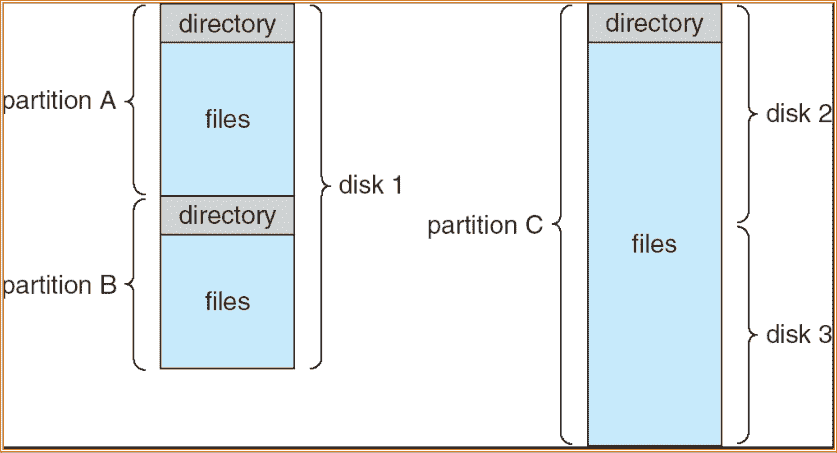 directory
partition A
files
disk 1
directory
partition B
files
directory
disk 2
partition C
files
disk 3